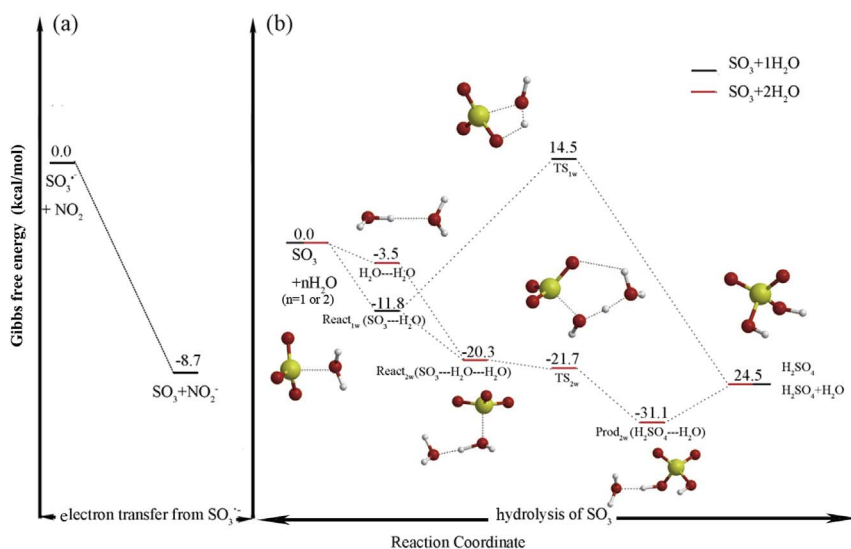 (a)
(b)
Gibbs free energy (kcal/mol)
0.0
SO₃•⁻
+ NO₂
-8.7
SO₃+NO₂⁻
SO₃+1H₂O
SO₃+2H₂O
14.5
TS₁w
0.0
SO₃
+nH₂O
(n=1 or 2)
-3.5
H₂O---H₂O
-11.8
React₁w(SO₃---H₂O)
-20.3
React₂w(SO₃---H₂O---H₂O)
-21.7
TS₂w
-31.1
Prod₂w(H₂SO₄---H₂O)
24.5
H₂SO₄
H₂SO₄+H₂O
electron transfer from SO₃•⁻
hydrolysis of SO₃
Reaction Coordinate